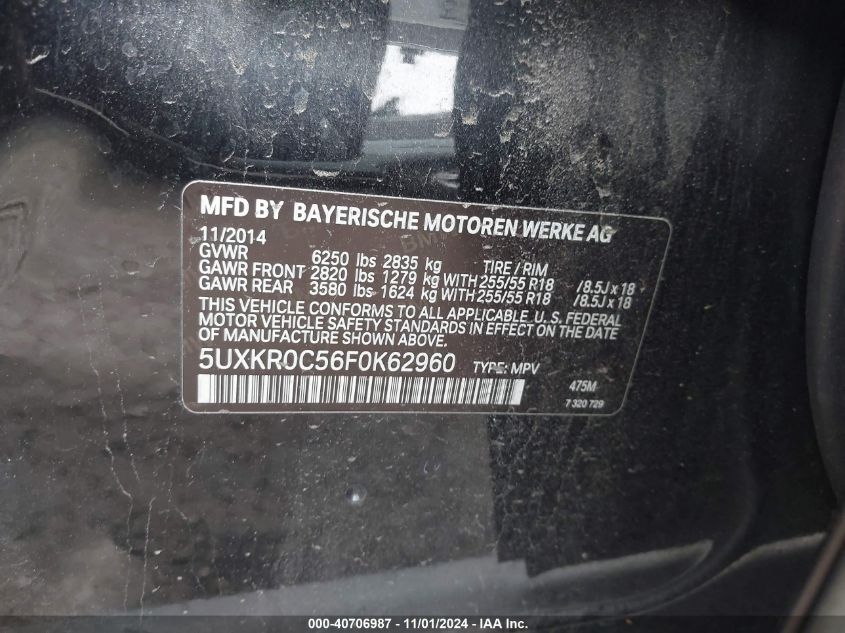 MFD BY BAYERISCHE MOTOREN WERKE AG
11/2014
GVWR 6250 lbs 2835 kg TIRE / RIM
GAWR FRONT 2820 lbs 1279 kg WITH 255/55 R18 /8.5J x 18
GAWR REAR 3580 lbs 1624 kg WITH 255/55 R18 /8.5J x 18
THIS VEHICLE CONFORMS TO ALL APPLICABLE U. S. FEDERAL
MOTOR VEHICLE SAFETY STANDARDS IN EFFECT ON THE DATE
OF MANUFACTURE SHOWN ABOVE.
5UXKR0C56F0K62960 TYPE: MPV
475M
7 320 729
000-40706987 - 11/01/2024 - IAA Inc.